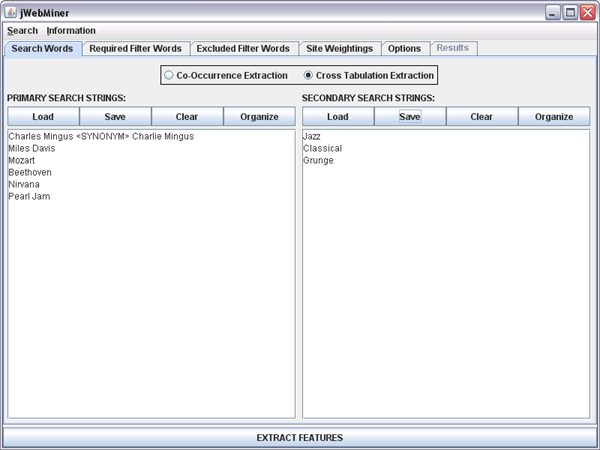 jWebMiner
Search Information
Search Words Required Filter Words Excluded Filter Words Site Weightings Options Results
Co-Occurrence Extraction Cross Tabulation Extraction
PRIMARY SEARCH STRINGS:
Load Save Clear Organize
Charles Mingus <SYNONYM> Charlie Mingus
Miles Davis
Mozart
Beethoven
Nirvana
Pearl Jam
SECONDARY SEARCH STRINGS:
Load Save Clear Organize
Jazz
Classical
Grunge
EXTRACT FEATURES